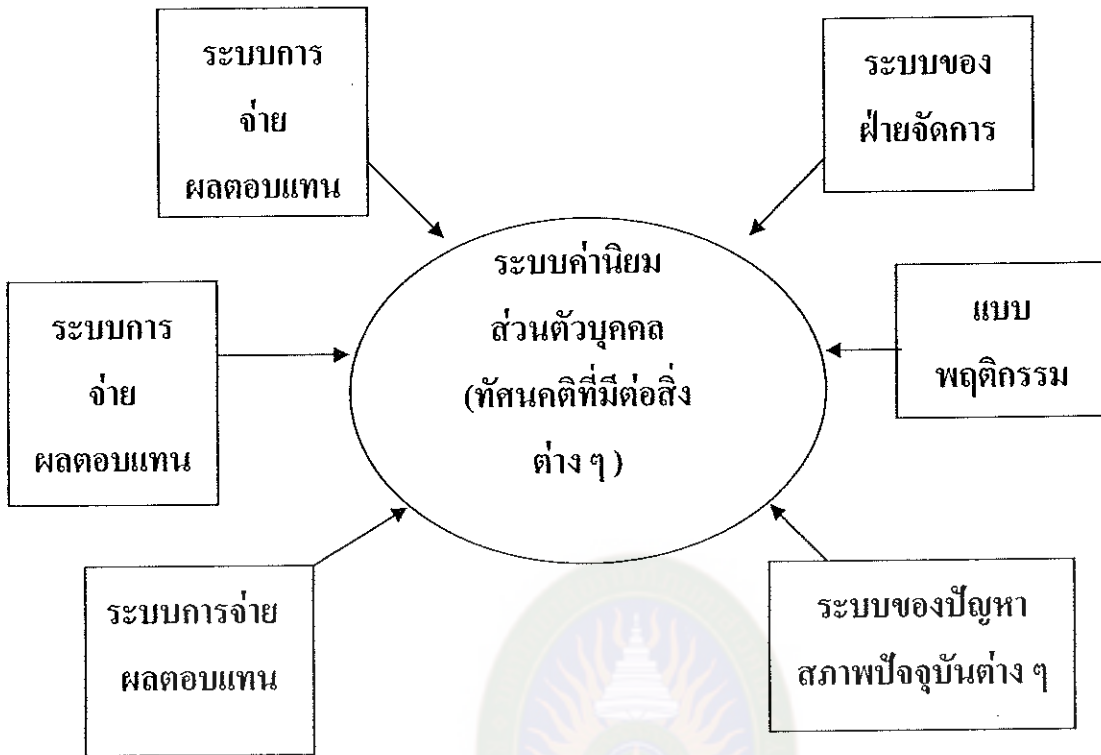 ระบบการ
จ่าย
ผลตอบแทน
ระบบของ
ฝ่ายจัดการ
ระบบค่านิยม
ส่วนตัวบุคคล
(ทัศนคติที่มีต่อสิ่ง
ต่าง ๆ )
ระบบการ
จ่าย
ผลตอบแทน
แบบ
พฤติกรรม
ระบบการจ่าย
ผลตอบแทน
ระบบของปัญหา
สภาพปัจจุบันต่าง ๆ